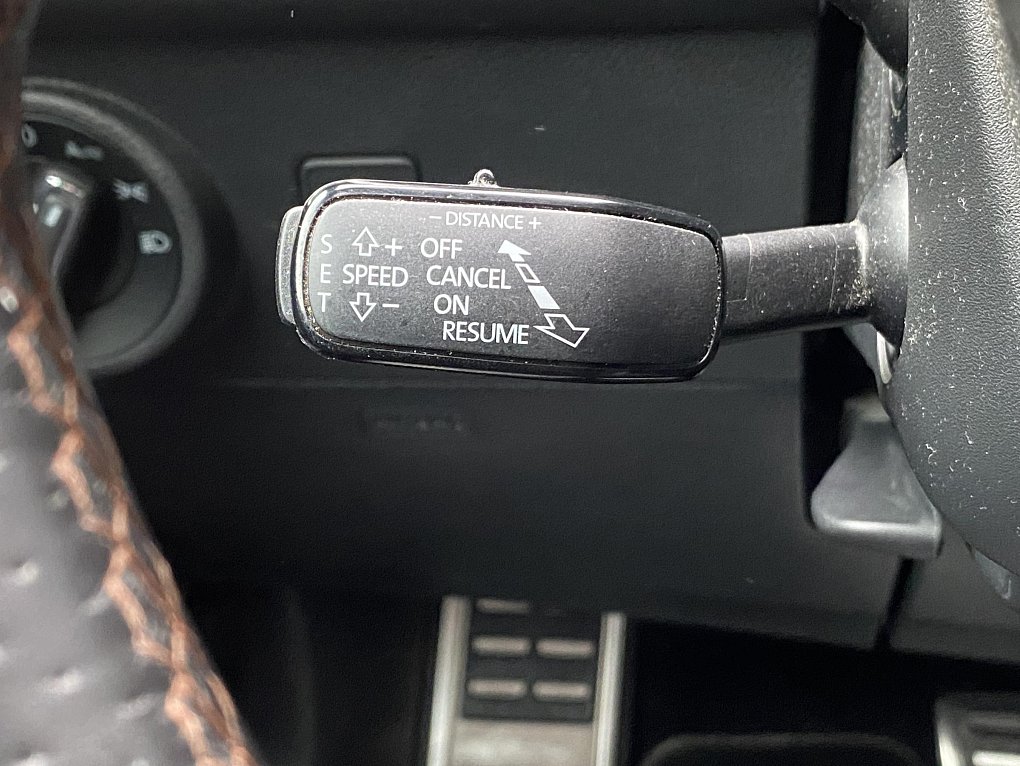 − DISTANCE +
S + OFF
E SPEED CANCEL
T − ON
RESUME